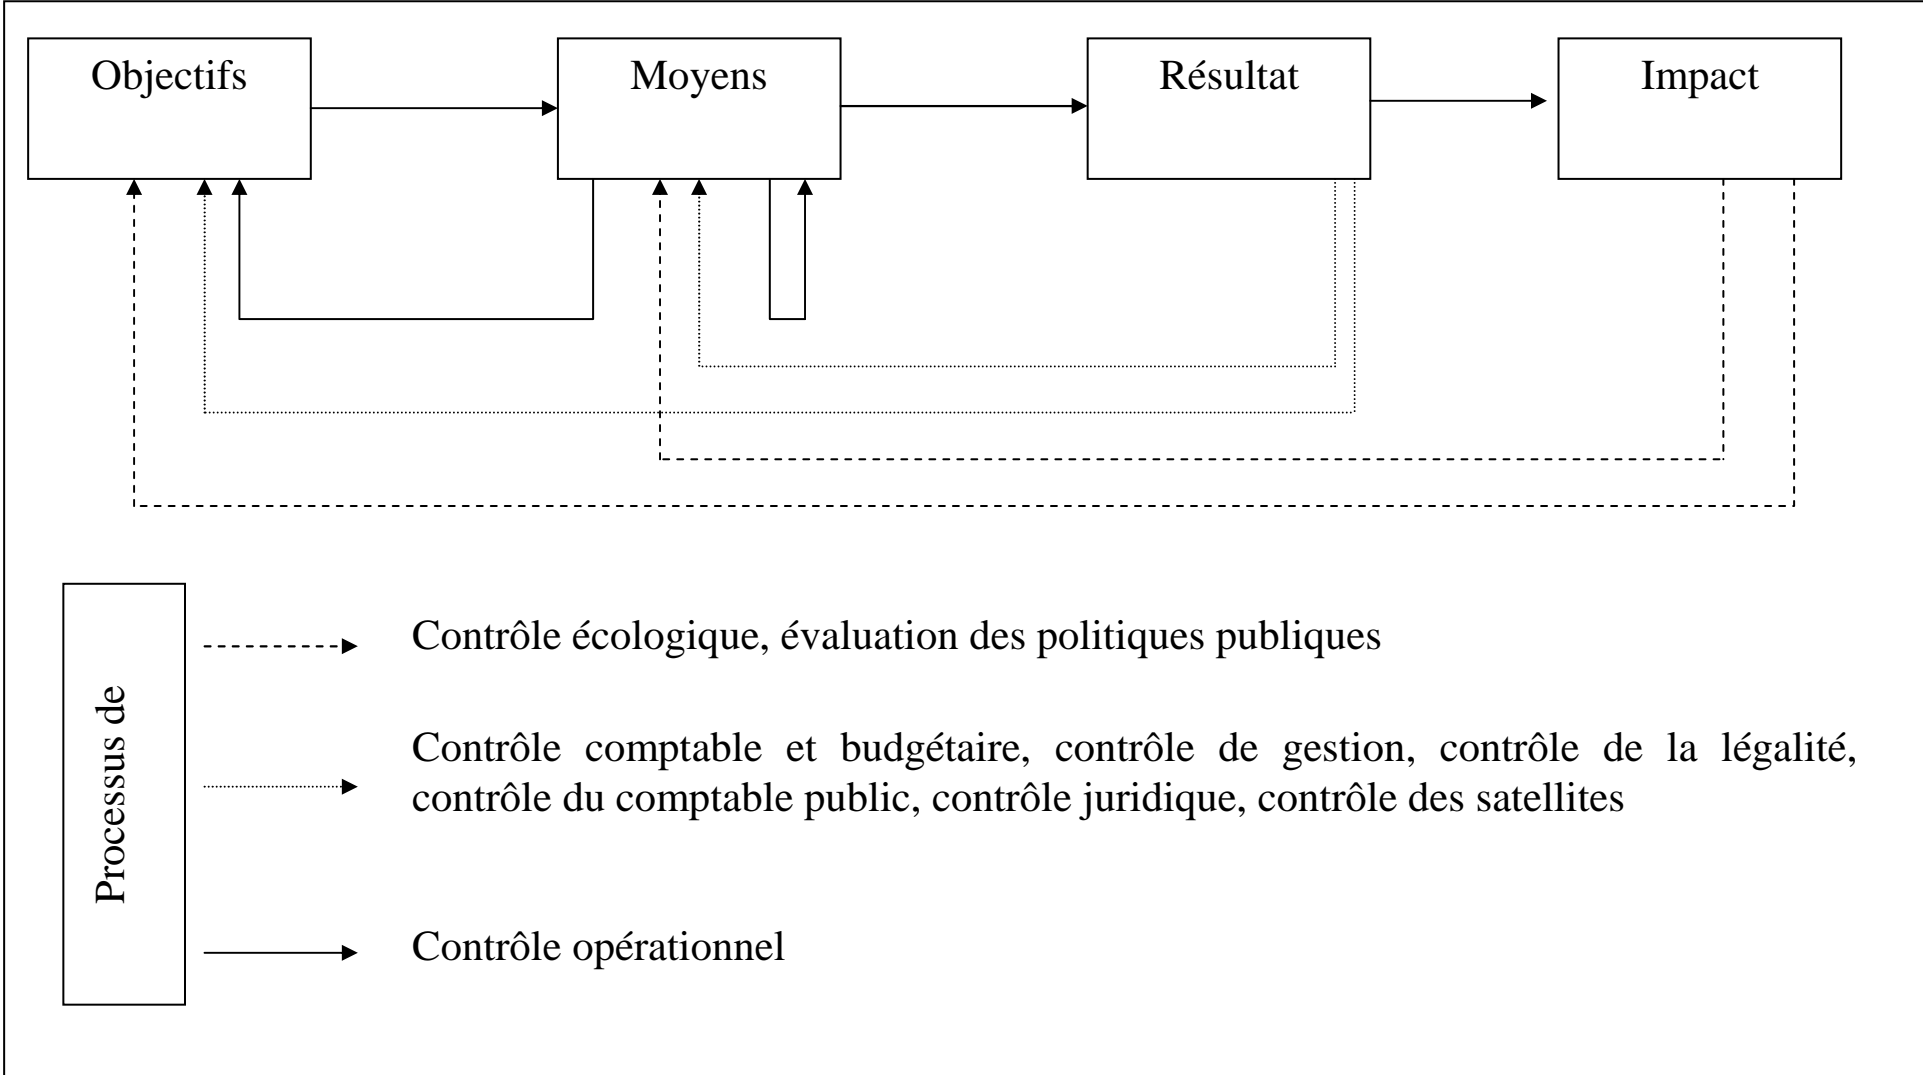 Objectifs
Moyens
Résultat
Impact
Processus de
Contrôle écologique, évaluation des politiques publiques
Contrôle comptable et budgétaire, contrôle de gestion, contrôle de la légalité,
contrôle du comptable public, contrôle juridique, contrôle des satellites
Contrôle opérationnel